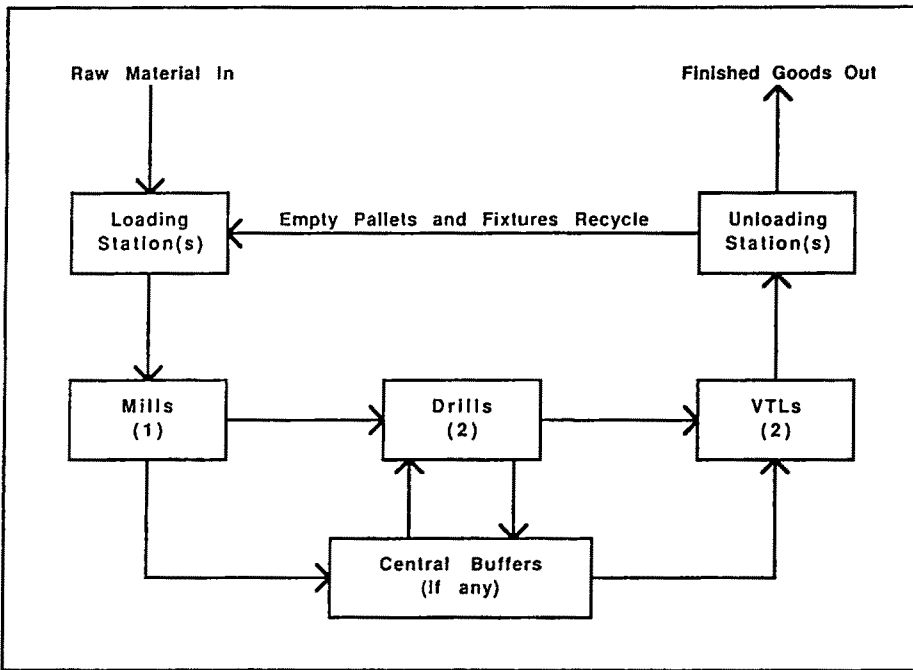 Raw Material In
Finished Goods Out
Loading
Station(s)
Empty Pallets and Fixtures Recycle
Unloading
Station(s)
Mills
(1)
Drills
(2)
VTLs
(2)
Central Buffers
(if any)